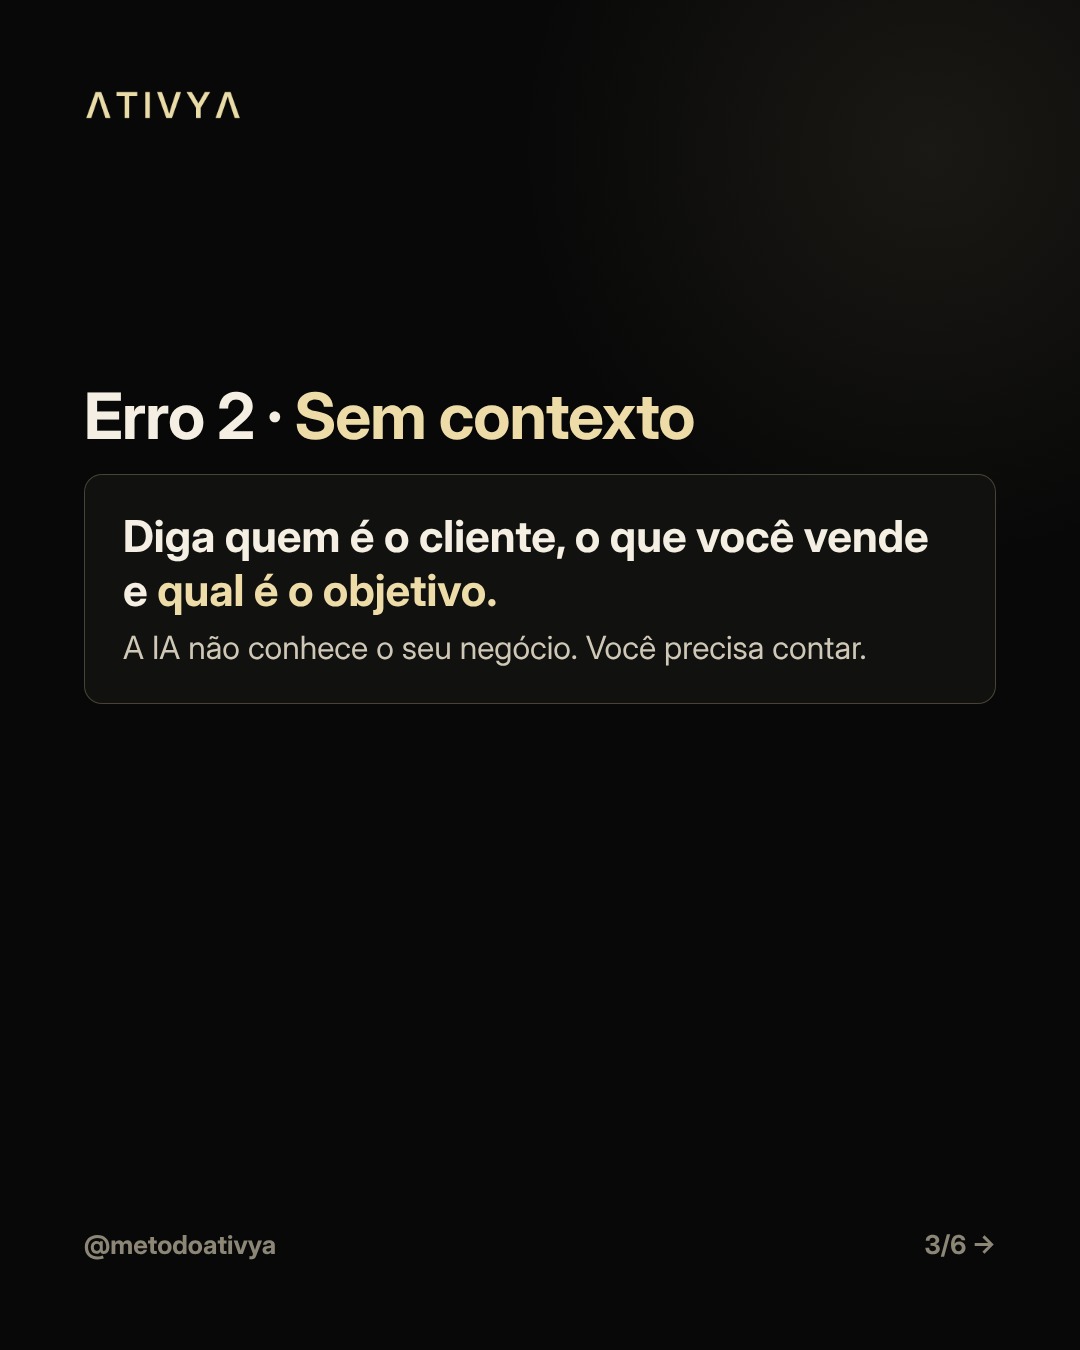 ATIVYA
Erro 2 · Sem contexto
Diga quem é o cliente, o que você vende
e qual é o objetivo.
A IA não conhece o seu negócio. Você precisa contar.
@metodoativya
3/6 →